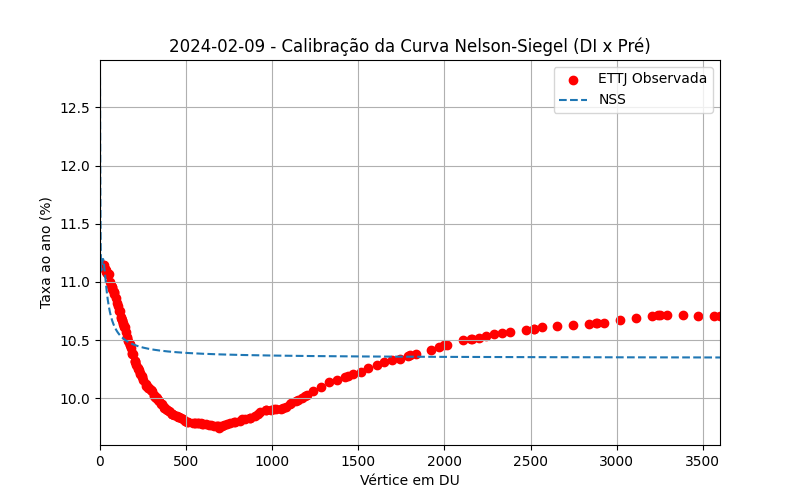 2024-02-09 - Calibração da Curva Nelson-Siegel (DI x Pré)
ETTJ Observada
NSS
Taxa ao ano (%)
12.5
12.0
11.5
11.0
10.5
10.0
0 500 1000 1500 2000 2500 3000 3500
Vértice em DU